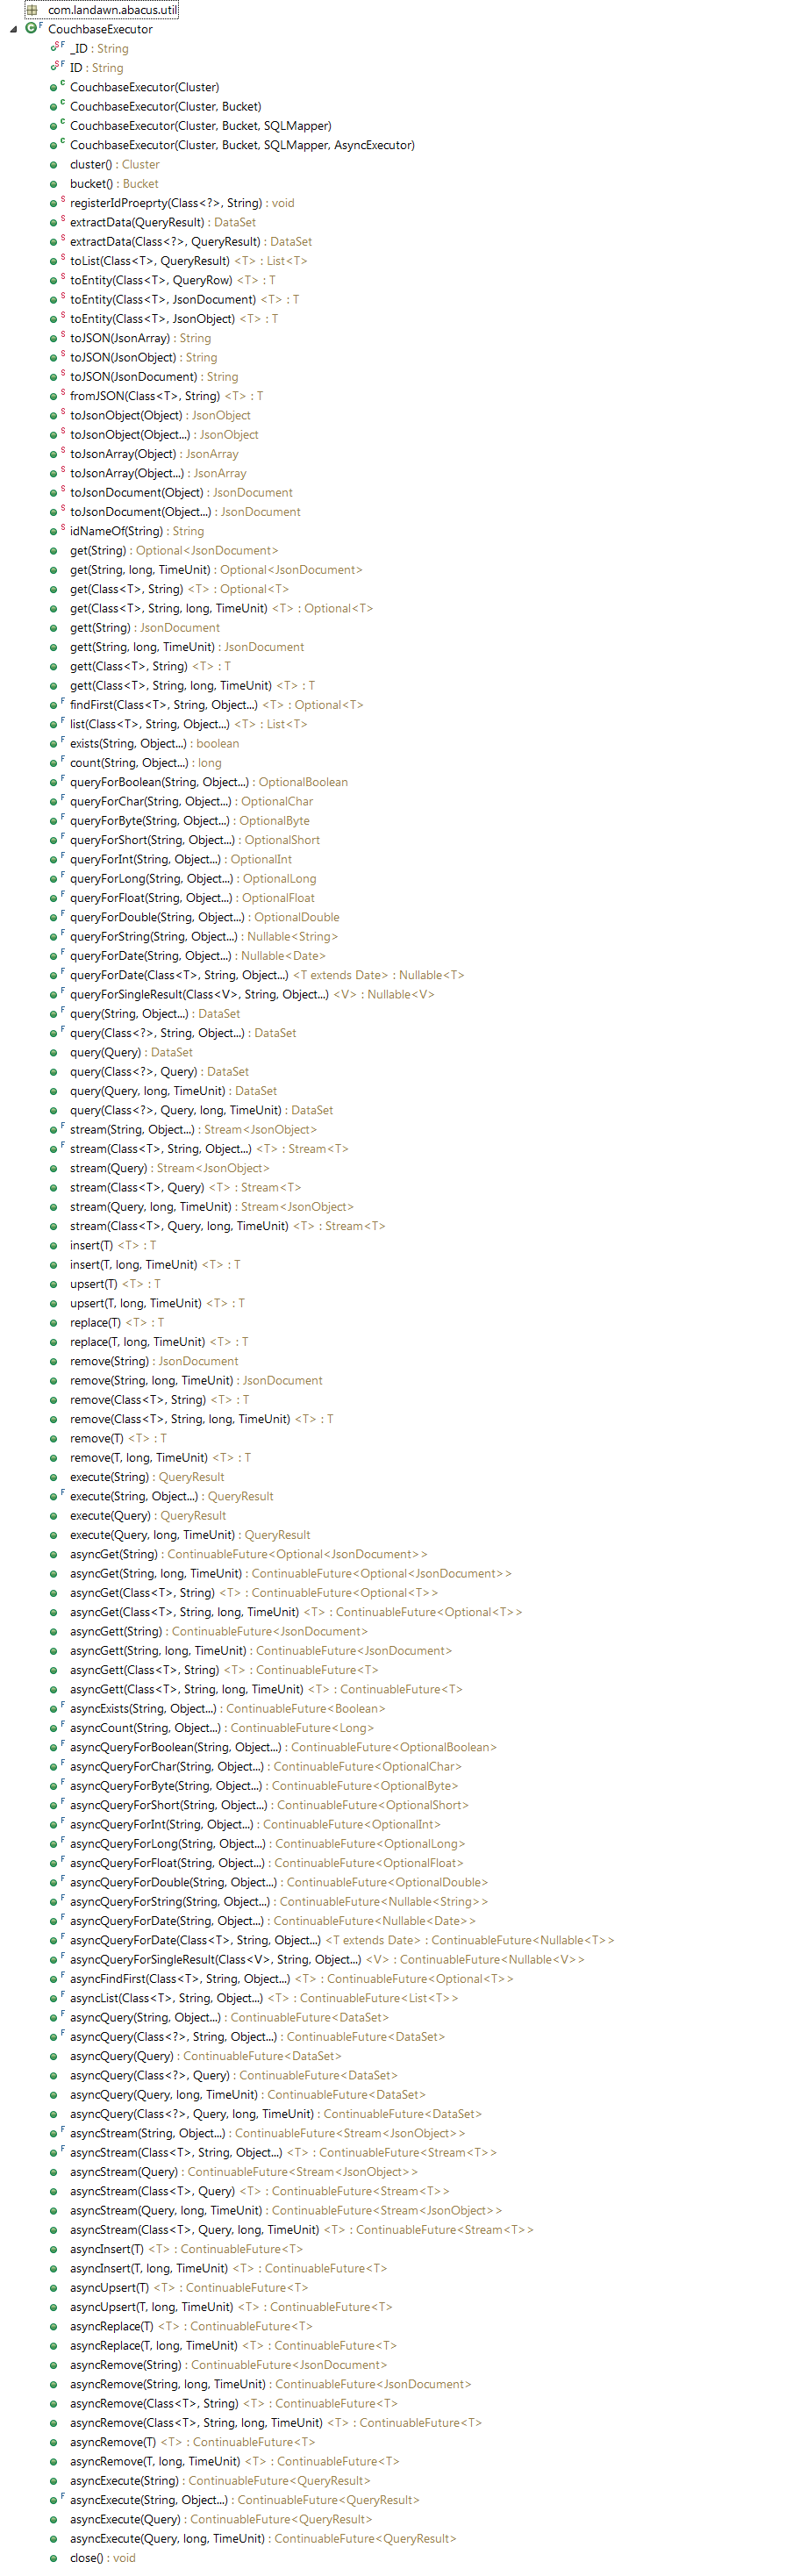 com.landawn.abacus.util
CouchbaseExecutor
_ID : String
ID : String
CouchbaseExecutor(Cluster)
CouchbaseExecutor(Cluster, Bucket)
CouchbaseExecutor(Cluster, Bucket, SQLMapper)
CouchbaseExecutor(Cluster, Bucket, SQLMapper, AsyncExecutor)
cluster() : Cluster
bucket() : Bucket
registerIdProeprty(Class<?>, String) : void
extractData(QueryResult) : DataSet
extractData(Class<?>, QueryResult) : DataSet
toList(Class<T>, QueryResult) <T> : List<T>
toEntity(Class<T>, QueryRow) <T> : T
toEntity(Class<T>, JsonDocument) <T> : T
toEntity(Class<T>, JsonObject) <T> : T
toJSON(JsonArray) : String
toJSON(JsonObject) : String
toJSON(JsonDocument) : String
fromJSON(Class<T>, String) <T> : T
toJsonObject(Object) : JsonObject
toJsonObject(Object...) : JsonObject
toJsonArray(Object) : JsonArray
toJsonArray(Object...) : JsonArray
toJsonDocument(Object) : JsonDocument
toJsonDocument(Object...) : JsonDocument
idNameOf(String) : String
get(String) : Optional<JsonDocument>
get(String, long, TimeUnit) : Optional<JsonDocument>
get(Class<T>, String) <T> : Optional<T>
get(Class<T>, String, long, TimeUnit) <T> : Optional<T>
gett(String) : JsonDocument
gett(String, long, TimeUnit) : JsonDocument
gett(Class<T>, String) <T> : T
gett(Class<T>, String, long, TimeUnit) <T> : T
findFirst(Class<T>, String, Object...) <T> : Optional<T>
list(Class<T>, String, Object...) <T> : List<T>
exists(String, Object...) : boolean
count(String, Object...) : long
queryForBoolean(String, Object...) : OptionalBoolean
queryForChar(String, Object...) : OptionalChar
queryForByte(String, Object...) : OptionalByte
queryForShort(String, Object...) : OptionalShort
queryForInt(String, Object...) : OptionalInt
queryForLong(String, Object...) : OptionalLong
queryForFloat(String, Object...) : OptionalFloat
queryForDouble(String, Object...) : OptionalDouble
queryForString(String, Object...) : Nullable<String>
queryForDate(String, Object...) : Nullable<Date>
queryForDate(Class<T>, String, Object...) <T extends Date> : Nullable<T>
queryForSingleResult(Class<V>, String, Object...) <V> : Nullable<V>
query(String, Object...) : DataSet
query(Class<?>, String, Object...) : DataSet
query(Query) : DataSet
query(Class<?>, Query) : DataSet
query(Query, long, TimeUnit) : DataSet
query(Class<?>, Query, long, TimeUnit) : DataSet
stream(String, Object...) : Stream<JsonObject>
stream(Class<T>, String, Object...) <T> : Stream<T>
stream(Query) : Stream<JsonObject>
stream(Class<T>, Query) <T> : Stream<T>
stream(Query, long, TimeUnit) : Stream<JsonObject>
stream(Class<T>, Query, long, TimeUnit) <T> : Stream<T>
insert(T) <T> : T
insert(T, long, TimeUnit) <T> : T
upsert(T) <T> : T
upsert(T, long, TimeUnit) <T> : T
replace(T) <T> : T
replace(T, long, TimeUnit) <T> : T
remove(String) : JsonDocument
remove(String, long, TimeUnit) : JsonDocument
remove(Class<T>, String) <T> : T
remove(Class<T>, String, long, TimeUnit) <T> : T
remove(T) <T> : T
remove(T, long, TimeUnit) <T> : T
execute(String) : QueryResult
execute(String, Object...) : QueryResult
execute(Query) : QueryResult
execute(Query, long, TimeUnit) : QueryResult
asyncGet(String) : ContinuableFuture<Optional<JsonDocument>>
asyncGet(String, long, TimeUnit) : ContinuableFuture<Optional<JsonDocument>>
asyncGet(Class<T>, String) <T> : ContinuableFuture<Optional<T>>
asyncGet(Class<T>, String, long, TimeUnit) <T> : ContinuableFuture<Optional<T>>
asyncGett(String) : ContinuableFuture<JsonDocument>
asyncGett(String, long, TimeUnit) : ContinuableFuture<JsonDocument>
asyncGett(Class<T>, String) <T> : ContinuableFuture<T>
asyncGett(Class<T>, String, long, TimeUnit) <T> : ContinuableFuture<T>
asyncExists(String, Object...) : ContinuableFuture<Boolean>
asyncCount(String, Object...) : ContinuableFuture<Long>
asyncQueryForBoolean(String, Object...) : ContinuableFuture<OptionalBoolean>
asyncQueryForChar(String, Object...) : ContinuableFuture<OptionalChar>
asyncQueryForByte(String, Object...) : ContinuableFuture<OptionalByte>
asyncQueryForShort(String, Object...) : ContinuableFuture<OptionalShort>
asyncQueryForInt(String, Object...) : ContinuableFuture<OptionalInt>
asyncQueryForLong(String, Object...) : ContinuableFuture<OptionalLong>
asyncQueryForFloat(String, Object...) : ContinuableFuture<OptionalFloat>
asyncQueryForDouble(String, Object...) : ContinuableFuture<OptionalDouble>
asyncQueryForString(String, Object...) : ContinuableFuture<Nullable<String>>
asyncQueryForDate(String, Object...) : ContinuableFuture<Nullable<Date>>
asyncQueryForDate(Class<T>, String, Object...) <T extends Date> : ContinuableFuture<Nullable<T>>
asyncQueryForSingleResult(Class<V>, String, Object...) <V> : ContinuableFuture<Nullable<V>>
asyncFindFirst(Class<T>, String, Object...) <T> : ContinuableFuture<Optional<T>>
asyncList(Class<T>, String, Object...) <T> : ContinuableFuture<List<T>>
asyncQuery(String, Object...) : ContinuableFuture<DataSet>
asyncQuery(Class<?>, String, Object...) : ContinuableFuture<DataSet>
asyncQuery(Query) : ContinuableFuture<DataSet>
asyncQuery(Class<?>, Query) : ContinuableFuture<DataSet>
asyncQuery(Query, long, TimeUnit) : ContinuableFuture<DataSet>
asyncQuery(Class<?>, Query, long, TimeUnit) : ContinuableFuture<DataSet>
asyncStream(String, Object...) : ContinuableFuture<Stream<JsonObject>>
asyncStream(Class<T>, String, Object...) <T> : ContinuableFuture<Stream<T>>
asyncStream(Query) : ContinuableFuture<Stream<JsonObject>>
asyncStream(Class<T>, Query) <T> : ContinuableFuture<Stream<T>>
asyncStream(Query, long, TimeUnit) : ContinuableFuture<Stream<JsonObject>>
asyncStream(Class<T>, Query, long, TimeUnit) <T> : ContinuableFuture<Stream<T>>
asyncInsert(T) <T> : ContinuableFuture<T>
asyncInsert(T, long, TimeUnit) <T> : ContinuableFuture<T>
asyncUpsert(T) <T> : ContinuableFuture<T>
asyncUpsert(T, long, TimeUnit) <T> : ContinuableFuture<T>
asyncReplace(T) <T> : ContinuableFuture<T>
asyncReplace(T, long, TimeUnit) <T> : ContinuableFuture<T>
asyncRemove(String) : ContinuableFuture<JsonDocument>
asyncRemove(String, long, TimeUnit) : ContinuableFuture<JsonDocument>
asyncRemove(Class<T>, String) <T> : ContinuableFuture<T>
asyncRemove(Class<T>, String, long, TimeUnit) <T> : ContinuableFuture<T>
asyncRemove(T) <T> : ContinuableFuture<T>
asyncRemove(T, long, TimeUnit) <T> : ContinuableFuture<T>
asyncExecute(String) : ContinuableFuture<QueryResult>
asyncExecute(String, Object...) : ContinuableFuture<QueryResult>
asyncExecute(Query) : ContinuableFuture<QueryResult>
asyncExecute(Query, long, TimeUnit) : ContinuableFuture<QueryResult>
close() : void